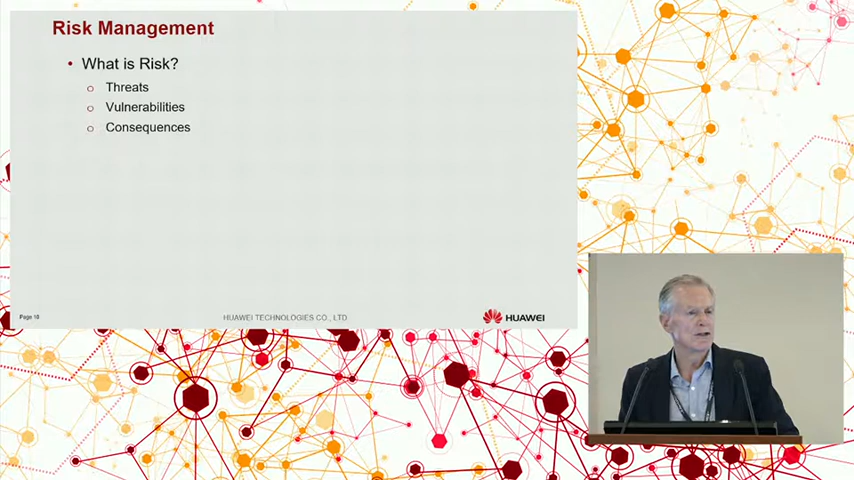 Risk Management
• What is Risk?
o Threats
o Vulnerabilities
o Consequences
Page 10
HUAWEI TECHNOLOGIES CO., LTD
HUAWEI